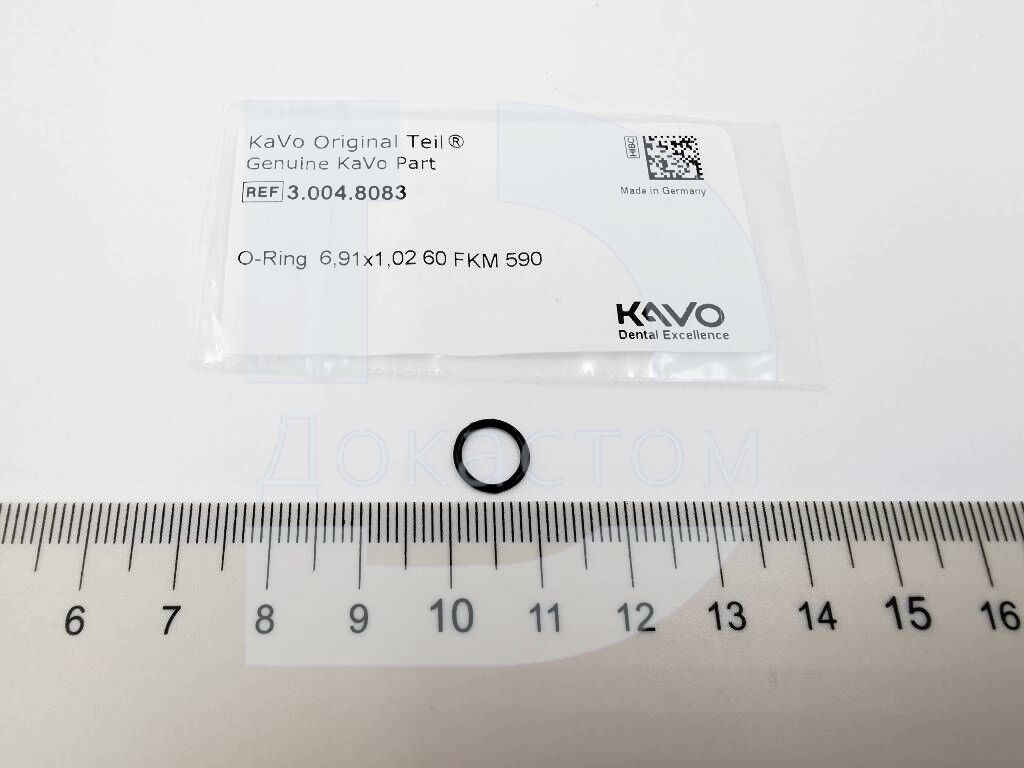 KaVo Original Teil®
Genuine KaVo Part
REF 3.004.8083
HIBC
Made in Germany
O-Ring 6,91x1,02 60 FKM 590
KAVO
Dental Excellence
Докастом
6 7 8 9 10 11 12 13 14 15 16